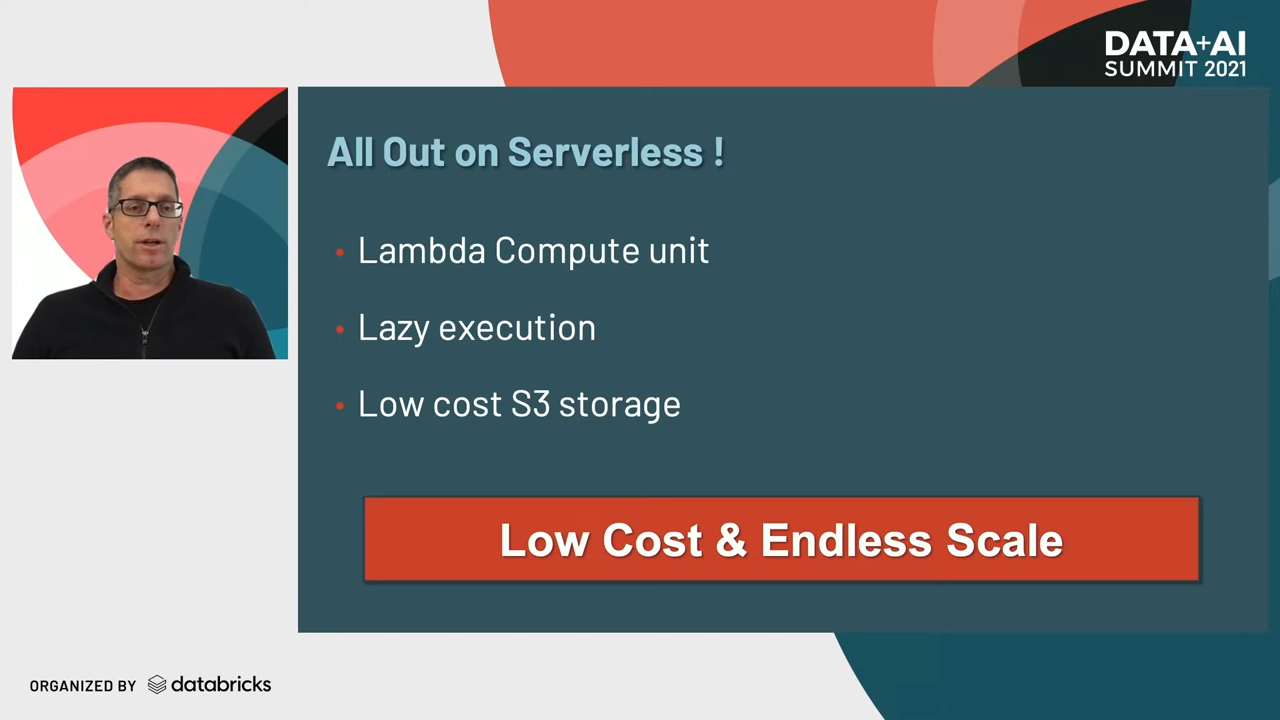 DATA+AI
SUMMIT 2021
All Out on Serverless !
• Lambda Compute unit
• Lazy execution
• Low cost S3 storage
Low Cost & Endless Scale
ORGANIZED BY databricks